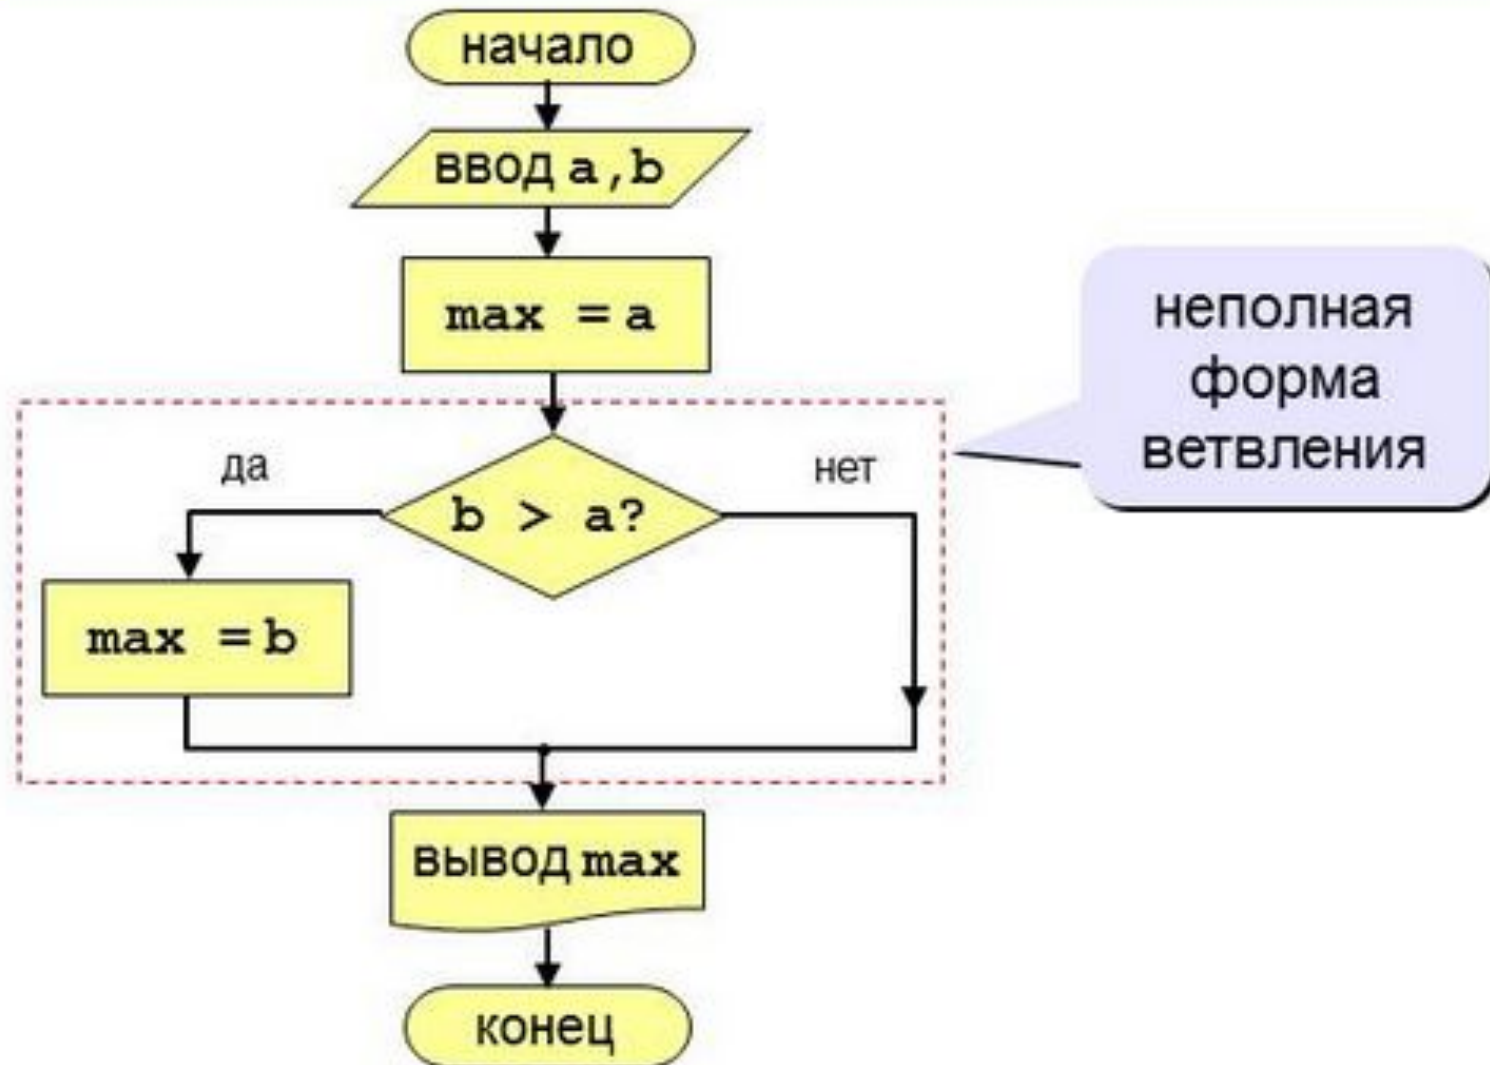 начало
ввод a,b
max = a
да
нет
b > a?
max = b
вывод max
конец
неполная
форма
ветвления